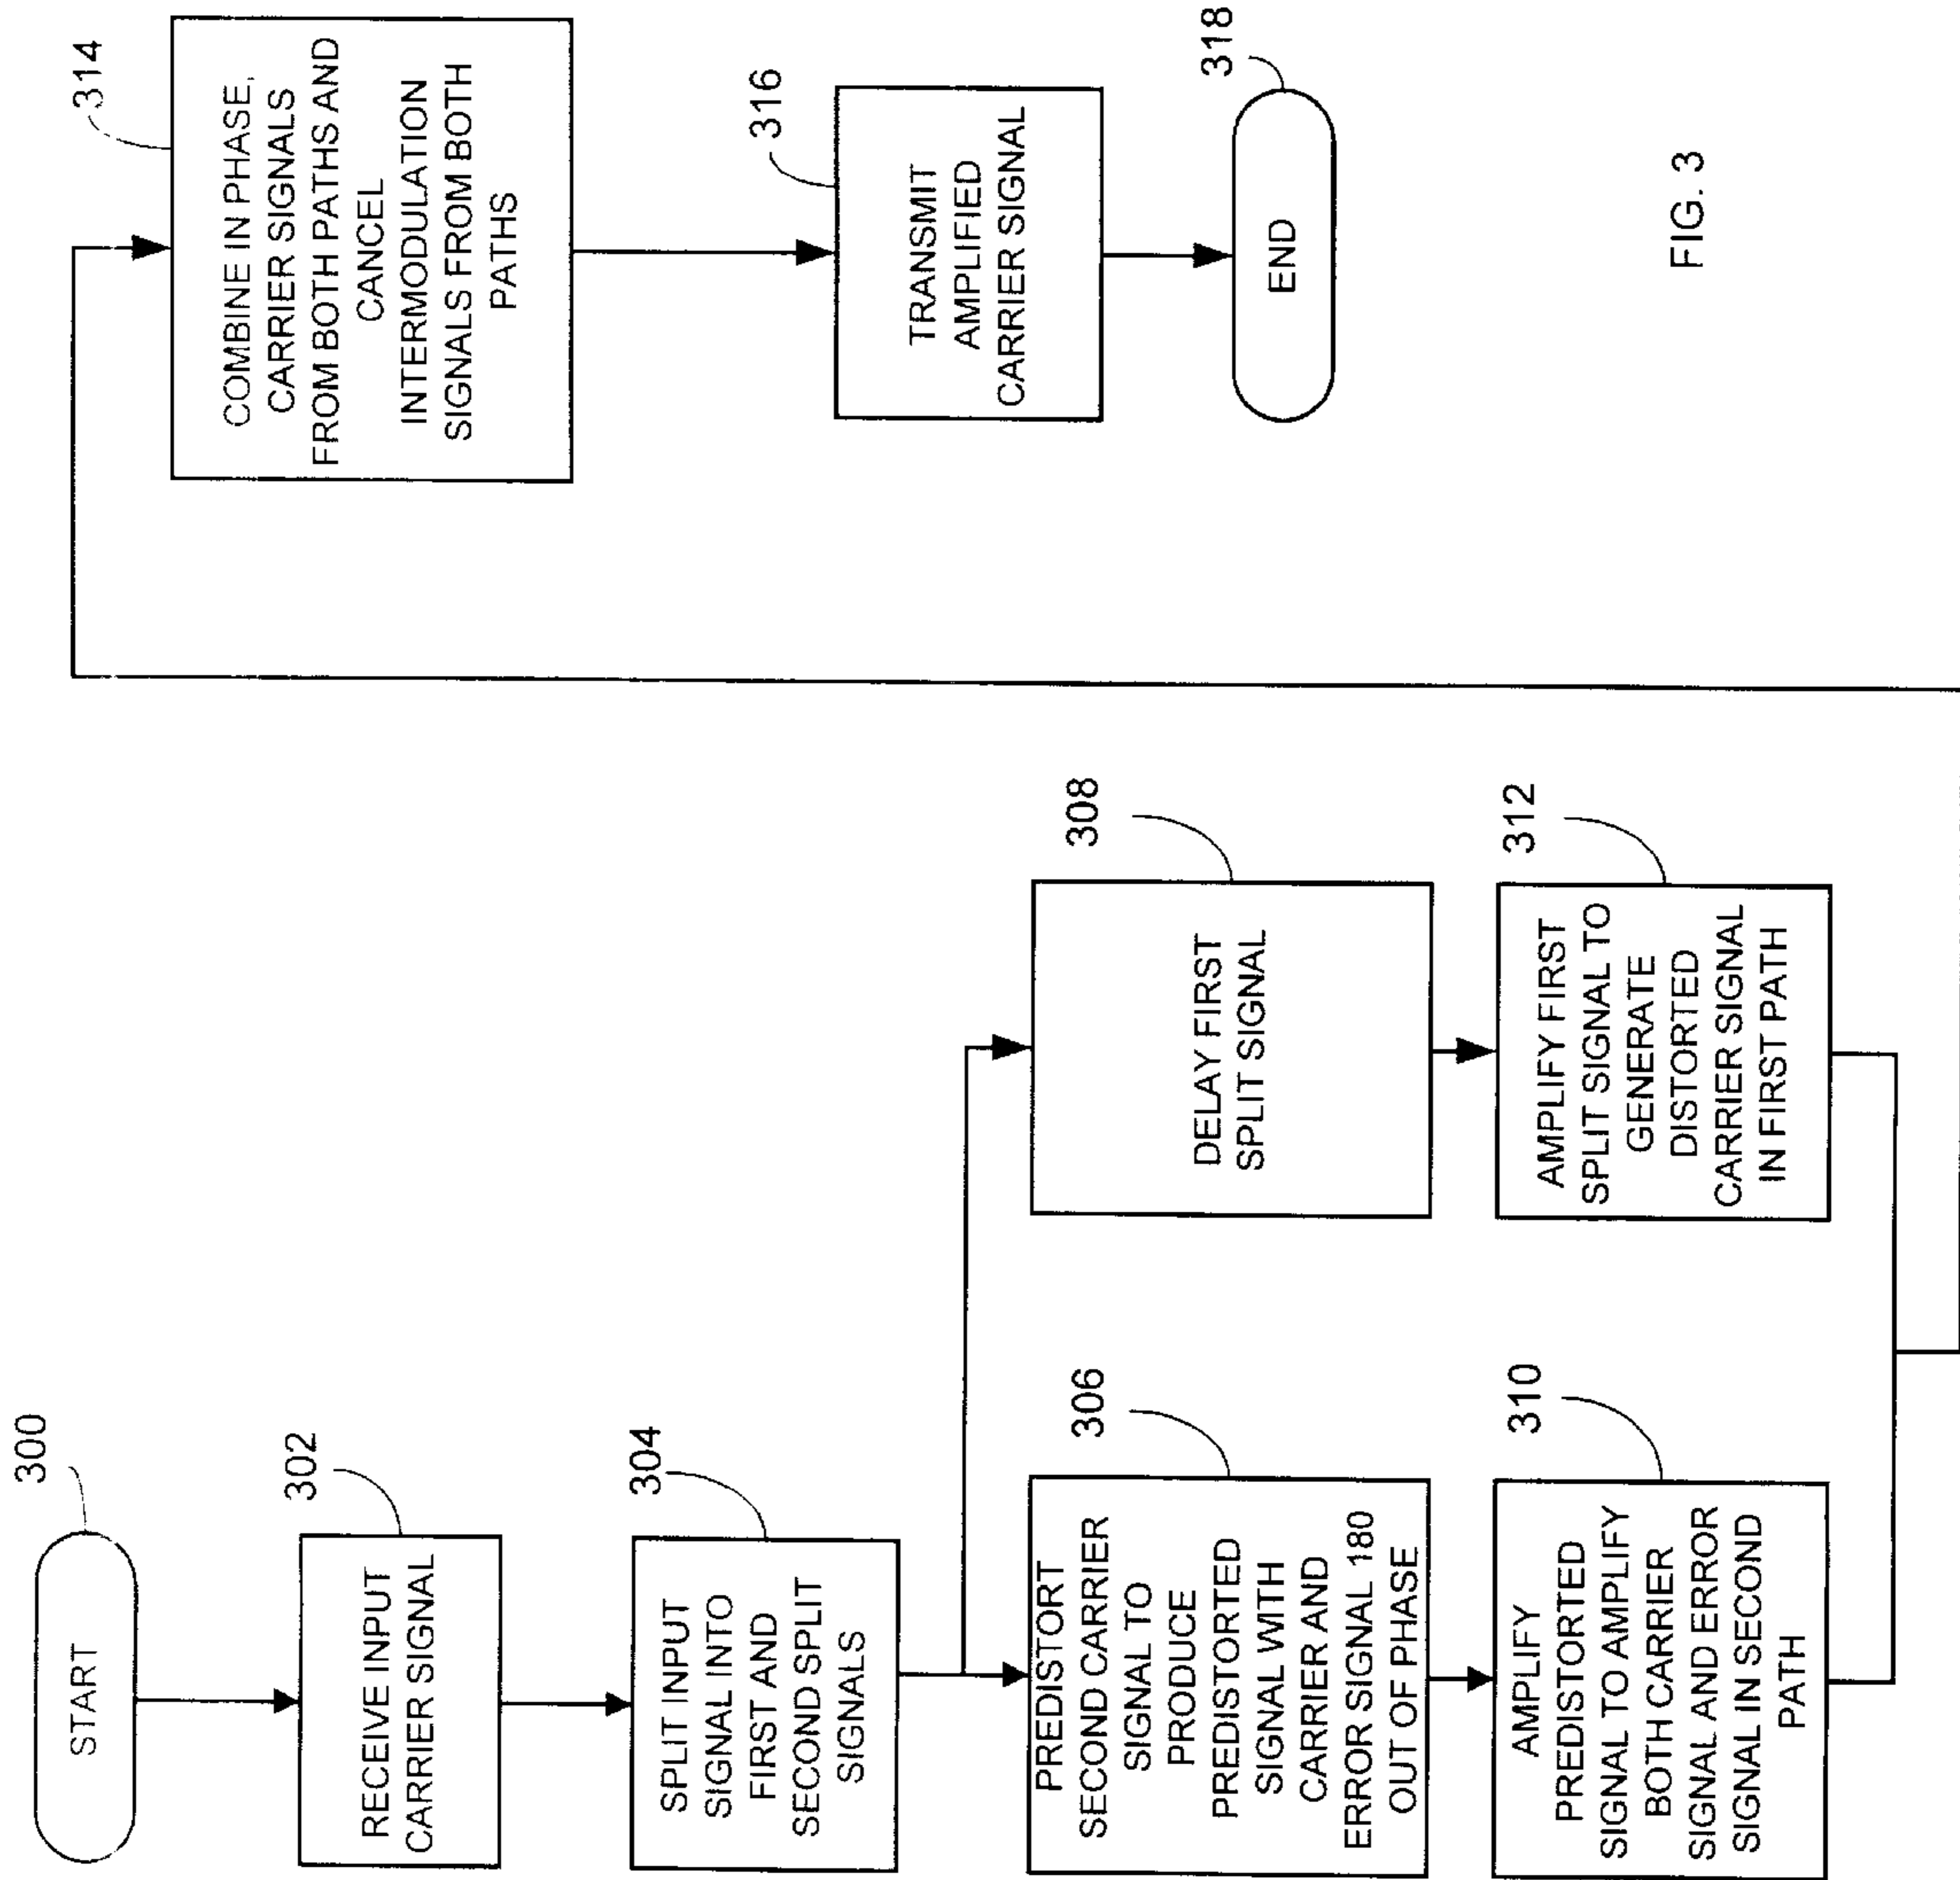 300
START
302
RECEIVE INPUT
CARRIER SIGNAL
304
SPLIT INPUT
SIGNAL INTO
FIRST AND
SECOND SPLIT
SIGNALS
306
PREDISTORT
SECOND CARRIER
SIGNAL TO
PRODUCE
PREDISTORTED
SIGNAL WITH
CARRIER AND
ERROR SIGNAL 180
OUT OF PHASE
308
DELAY FIRST
SPLIT SIGNAL
310
AMPLIFY
PREDISTORTED
SIGNAL TO AMPLIFY
BOTH CARRIER
SIGNAL AND ERROR
SIGNAL IN SECOND
PATH
312
AMPLIFY FIRST
SPLIT SIGNAL TO
GENERATE
DISTORTED
CARRIER SIGNAL
IN FIRST PATH
314
COMBINE IN PHASE,
CARRIER SIGNALS
FROM BOTH PATHS AND
CANCEL
INTERMODULATION
SIGNALS FROM BOTH
PATHS
316
TRANSMIT
AMPLIFIED
CARRIER SIGNAL
318
END
FIG. 3